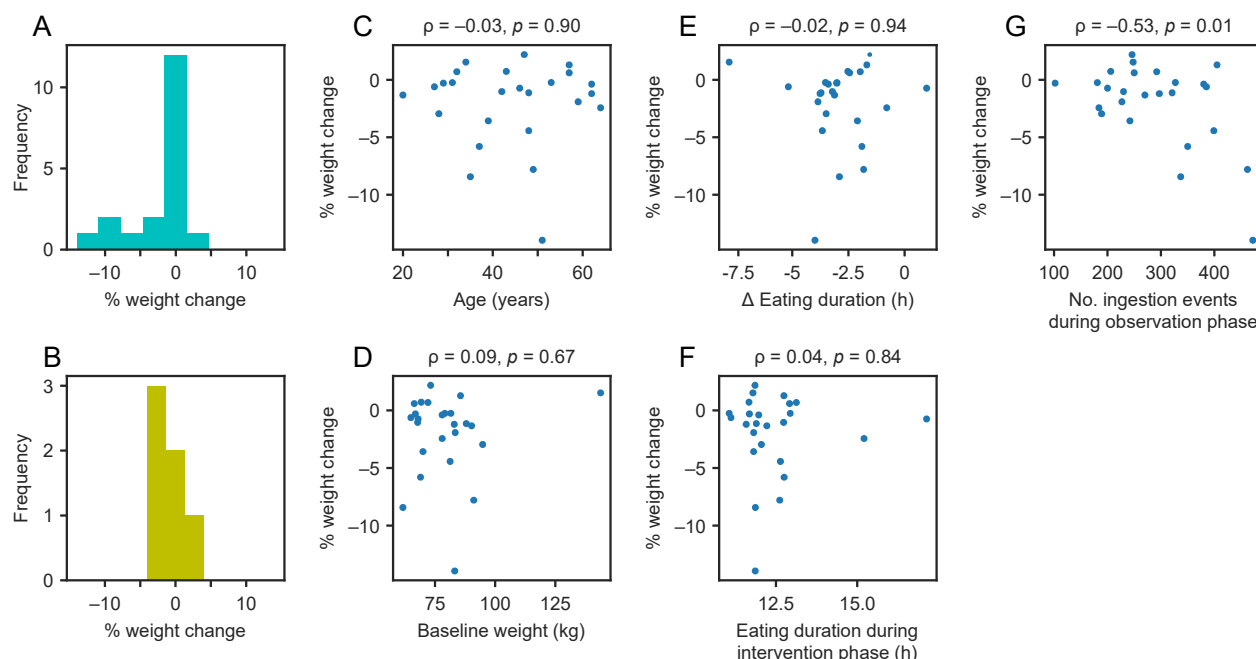 A
Frequency
10
5
0
–10
0
10
% weight change
C
ρ = –0.03, p = 0.90
% weight change
0
–5
–10
20
40
60
Age (years)
E
ρ = –0.02, p = 0.94
% weight change
0
–5
–10
-7.5
-5
-2.5
0
Δ Eating duration (h)
G
ρ = –0.53, p = 0.01
% weight change
0
–5
–10
100
200
300
400
No. ingestion events
during observation phase
B
Frequency
3
2
1
0
–10
0
10
% weight change
D
ρ = 0.09, p = 0.67
% weight change
0
–5
–10
75
100
125
Baseline weight (kg)
F
ρ = 0.04, p = 0.84
% weight change
0
–5
–10
12.5
15.0
Eating duration during
intervention phase (h)